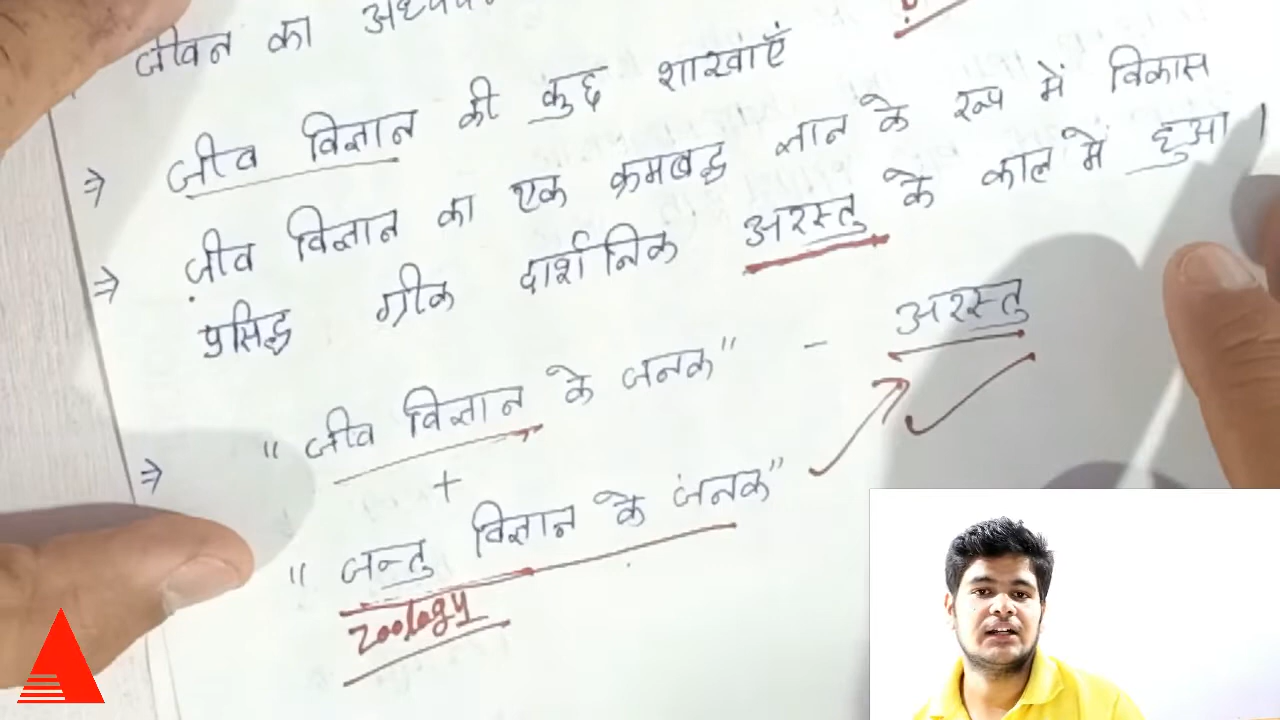 जीवन का
⇒ जीव विज्ञान की कुछ शाखाएँ
⇒ जीव विज्ञान का एक क्रमबद्ध ज्ञान के रूप में विकास
प्रसिद्ध ग्रीक दार्शनिक अरस्तु के काल में हुआ।
⇒ "जीव विज्ञान के जनक" - अरस्तु
+
"जन्तु विज्ञान के जनक"
Zoology